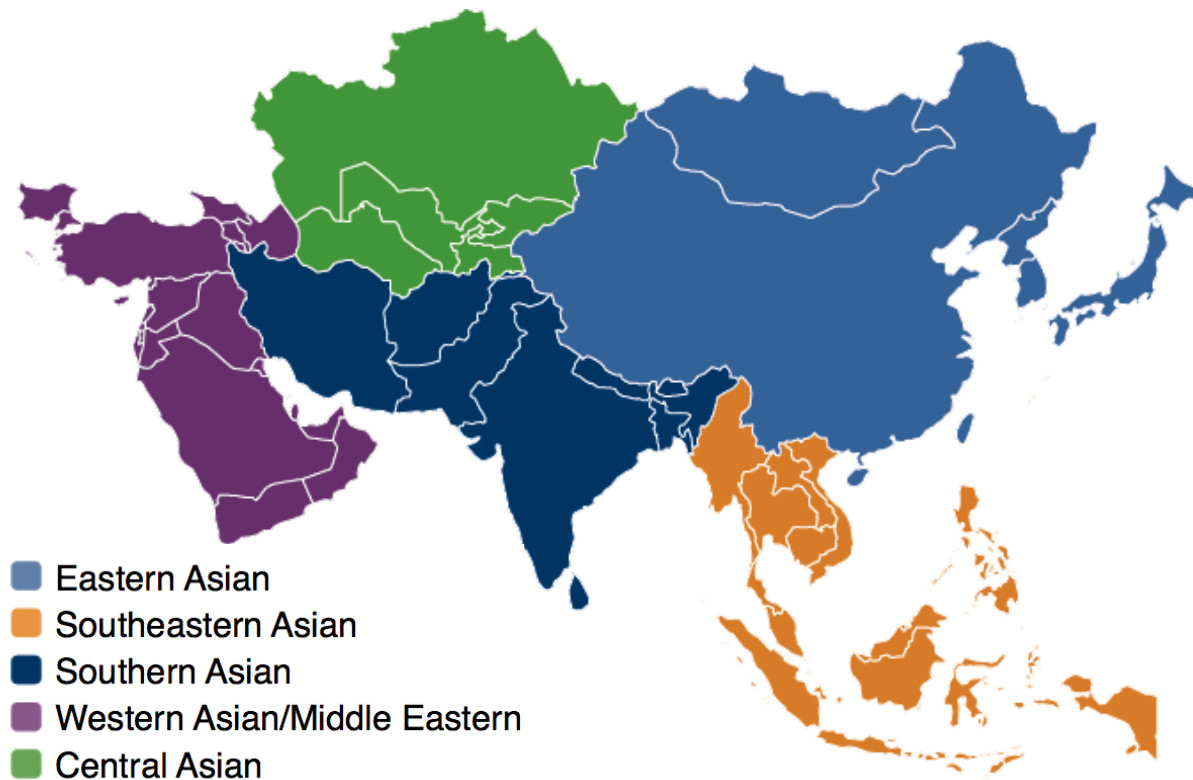 Eastern Asian
Southeastern Asian
Southern Asian
Western Asian/Middle Eastern
Central Asian